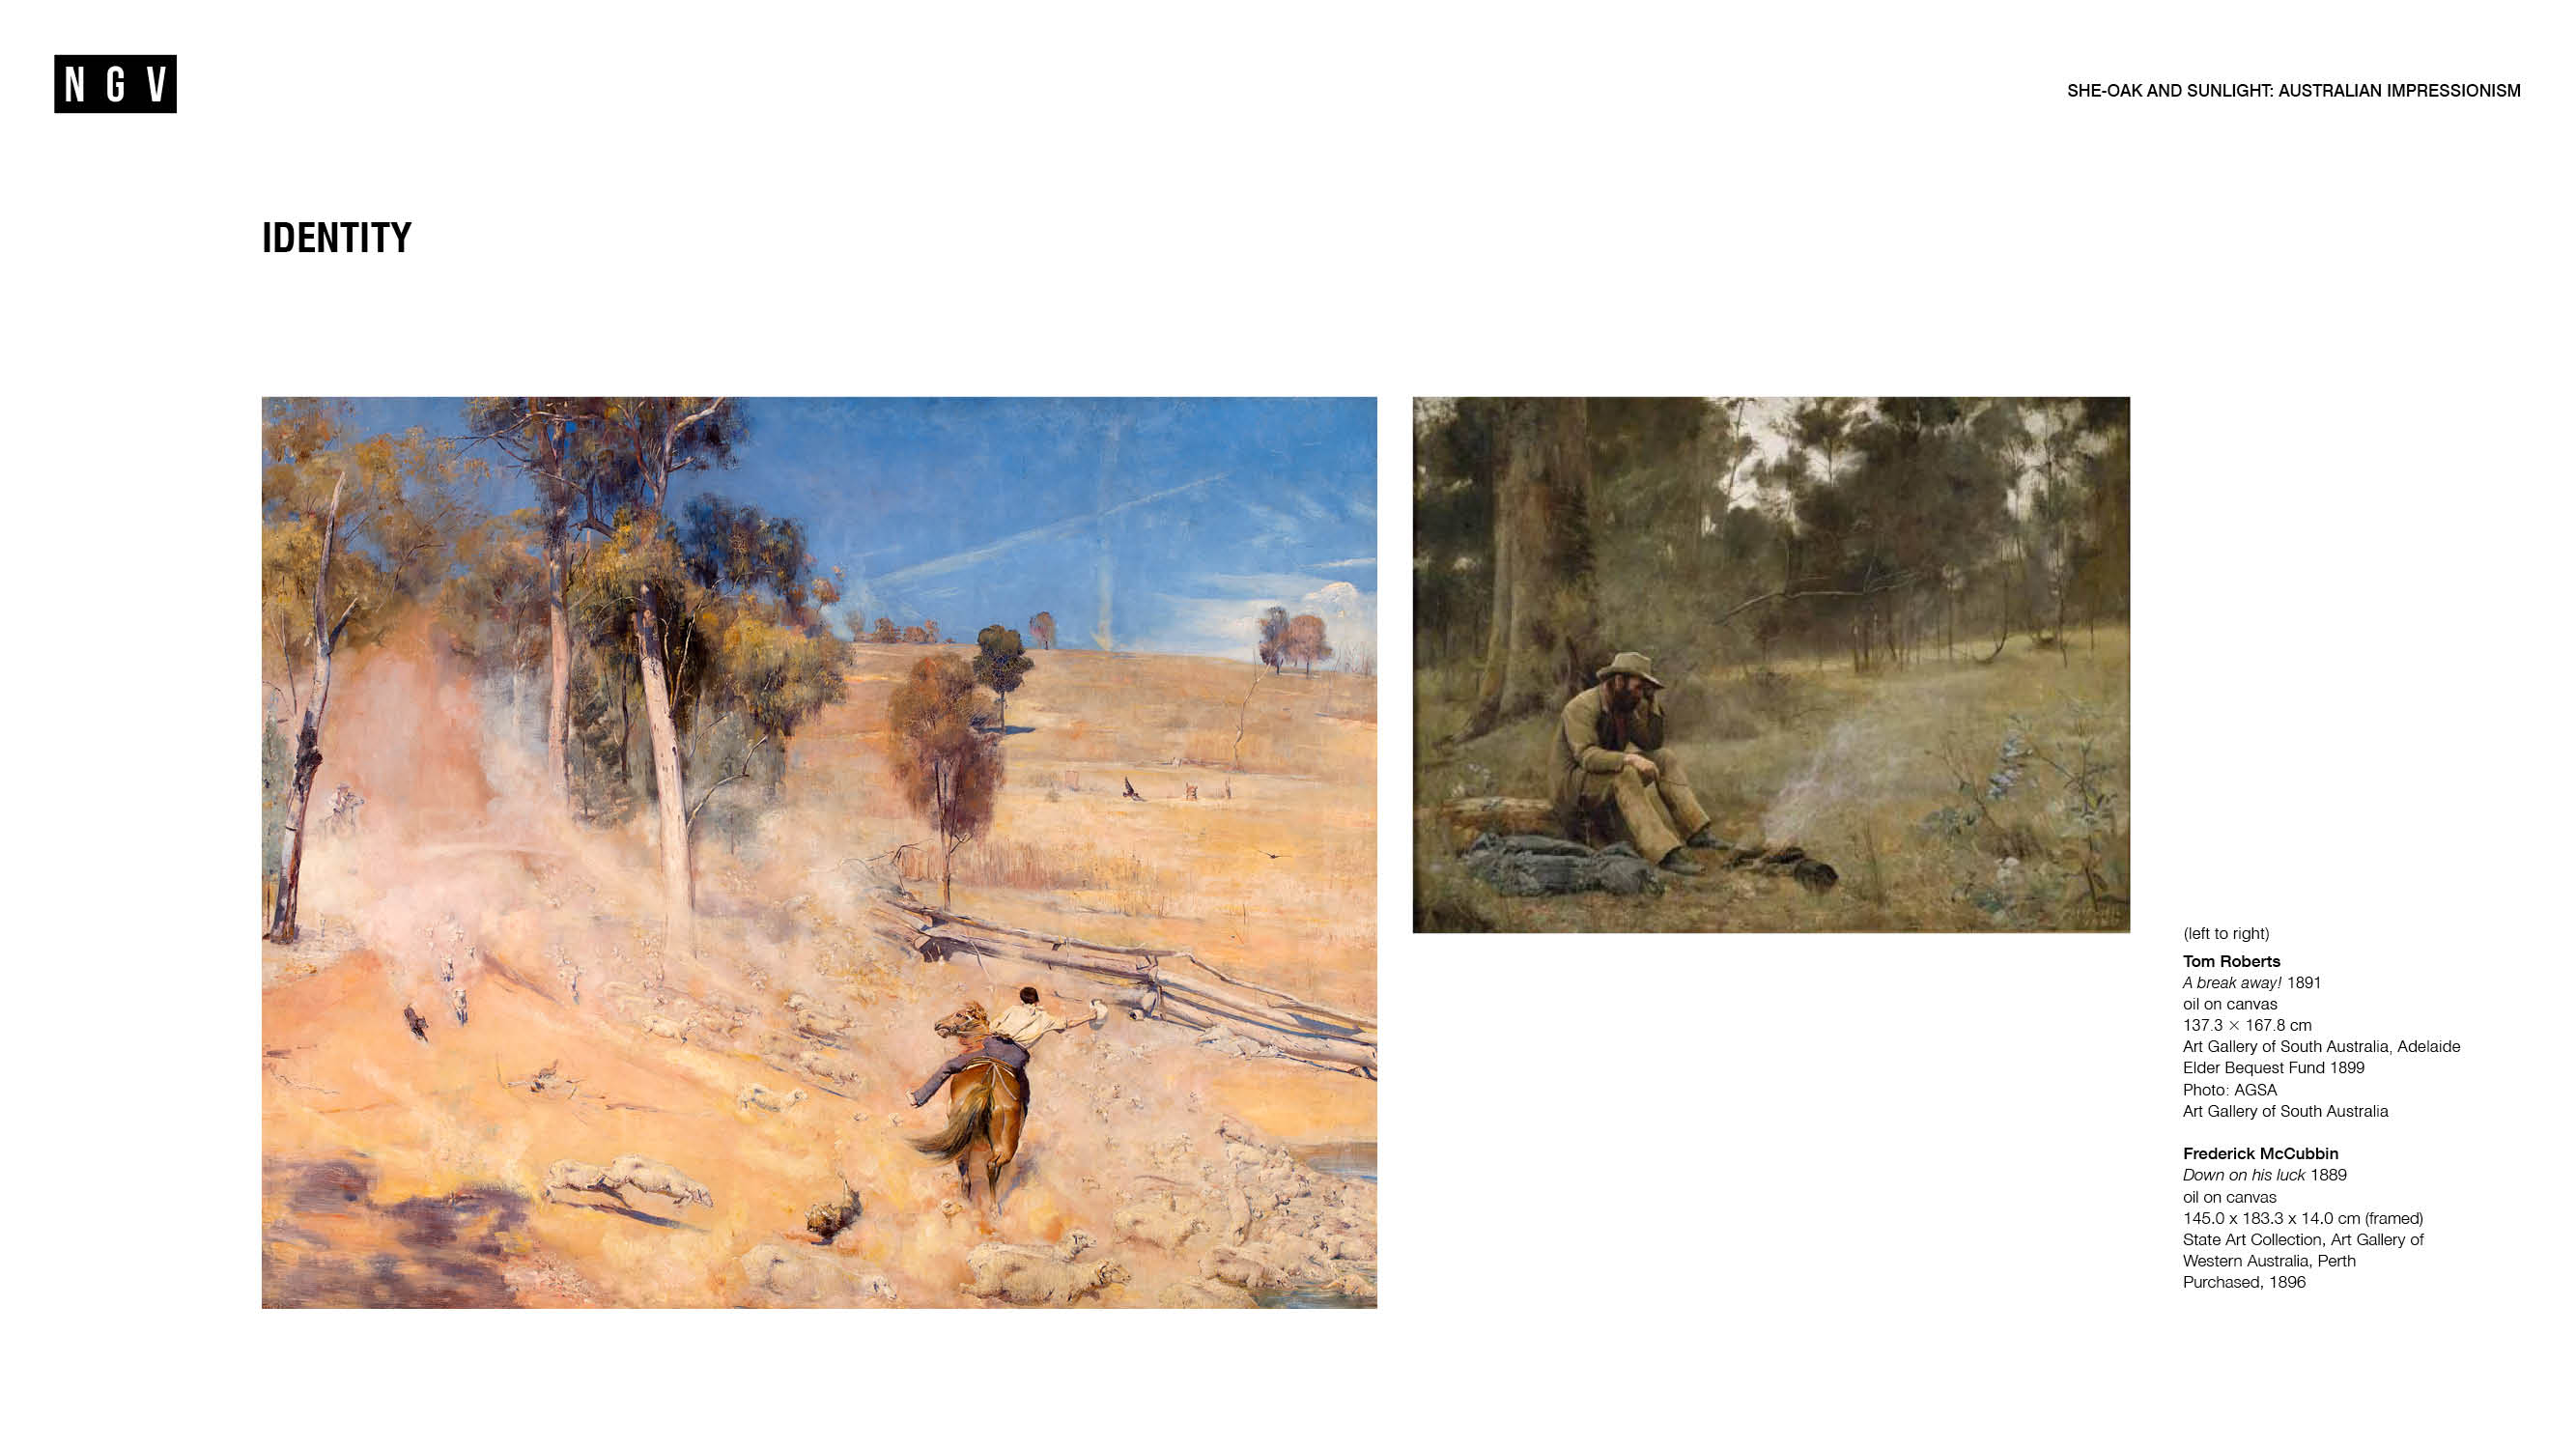 NGV
SHE-OAK AND SUNLIGHT: AUSTRALIAN IMPRESSIONISM
IDENTITY
(left to right)
Tom Roberts
A break away! 1891
oil on canvas
137.3 × 167.8 cm
Art Gallery of South Australia, Adelaide
Elder Bequest Fund 1899
Photo: AGSA
Art Gallery of South Australia
Frederick McCubbin
Down on his luck 1889
oil on canvas
145.0 x 183.3 x 14.0 cm (framed)
State Art Collection, Art Gallery of
Western Australia, Perth
Purchased, 1896